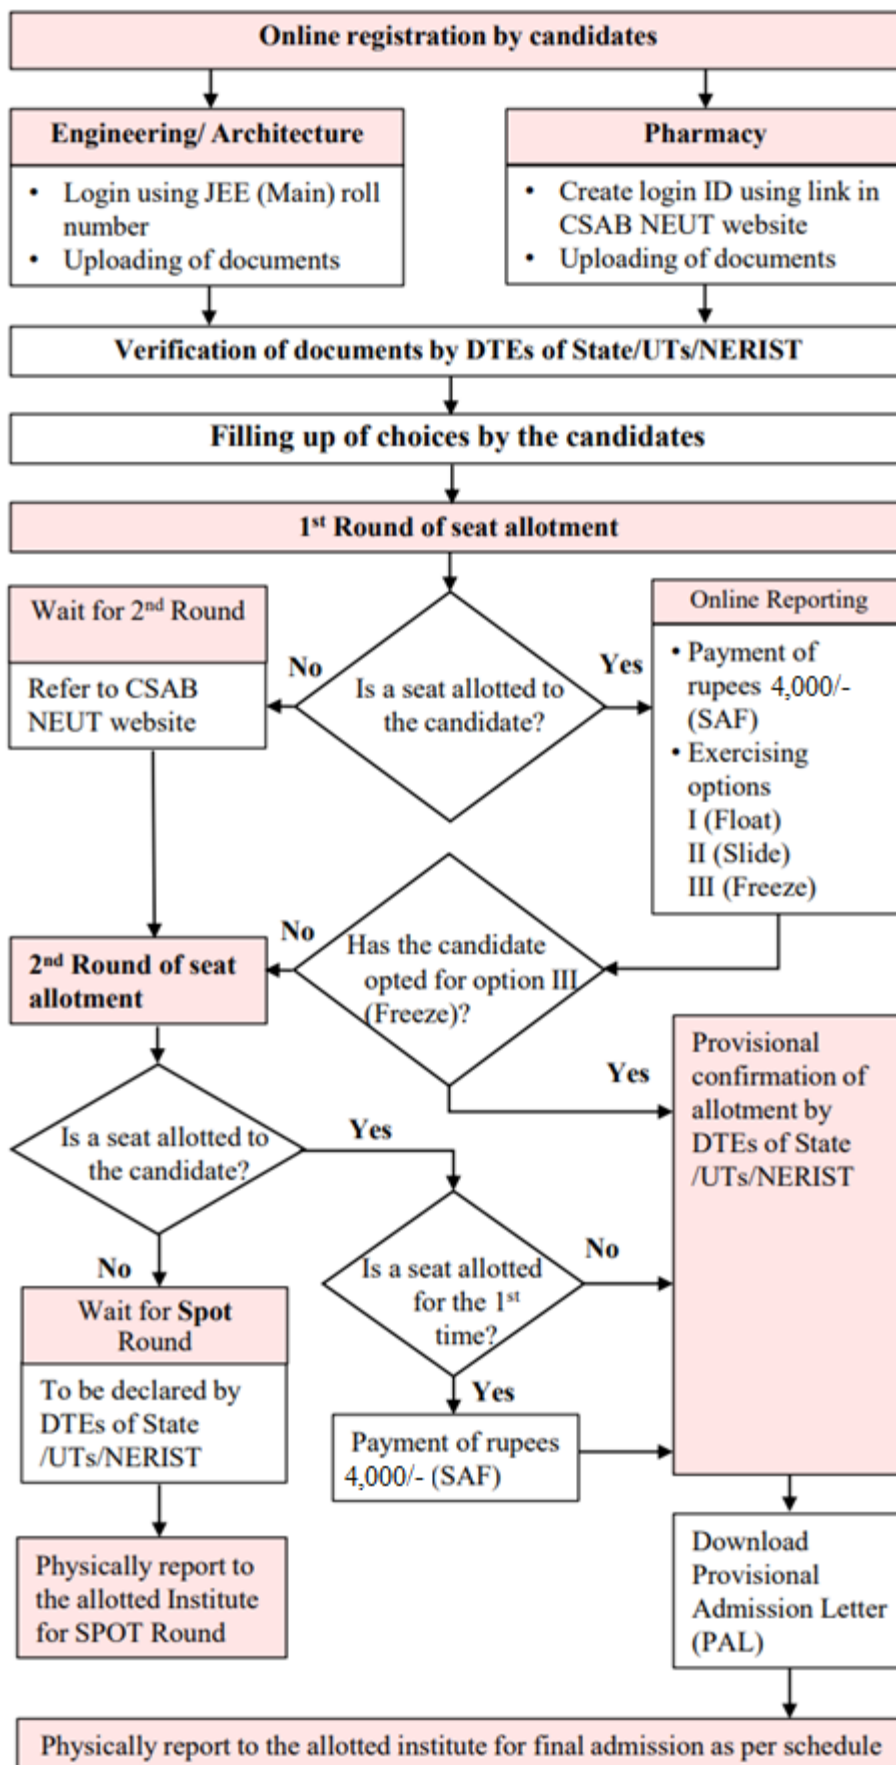 Online registration by candidates
Engineering/ Architecture
• Login using JEE (Main) roll
number
• Uploading of documents
Pharmacy
• Create login ID using link in
CSAB NEUT website
• Uploading of documents
Verification of documents by DTEs of State/UTs/NERIST
Filling up of choices by the candidates
1st Round of seat allotment
Wait for 2nd Round
Refer to CSAB
NEUT website
No
Is a seat allotted to
the candidate?
Yes
Online Reporting
• Payment of
rupees 4,000/-
(SAF)
• Exercising
options
I (Float)
II (Slide)
III (Freeze)
Has the candidate
opted for option III
(Freeze)?
No
2nd Round of seat
allotment
Yes
Provisional
confirmation of
allotment by
DTEs of State
/UTs/NERIST
Is a seat allotted to
the candidate?
Yes
No
Is a seat allotted
for the 1st
time?
No
Wait for Spot
Round
To be declared by
DTEs of State
/UTs/NERIST
Yes
Payment of rupees
4,000/- (SAF)
Physically report to
the allotted Institute
for SPOT Round
Download
Provisional
Admission Letter
(PAL)
Physically report to the allotted institute for final admission as per schedule